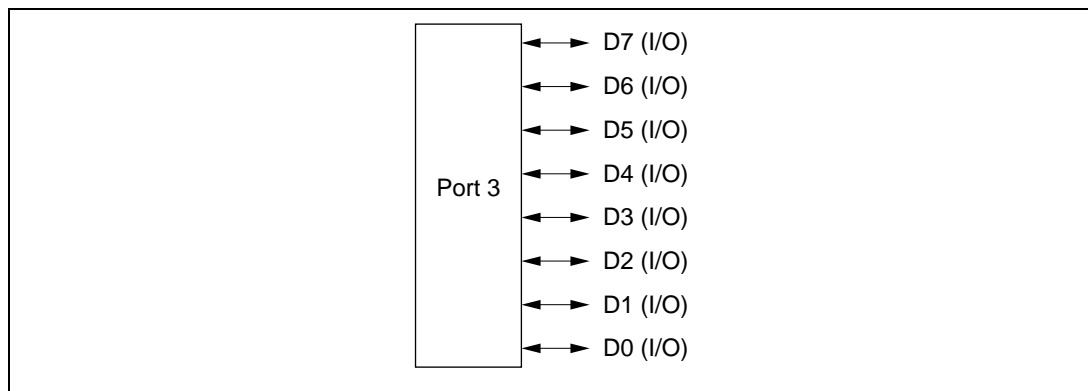 D7 (I/O)
D6 (I/O)
D5 (I/O)
D4 (I/O)
Port 3
D3 (I/O)
D2 (I/O)
D1 (I/O)
D0 (I/O)